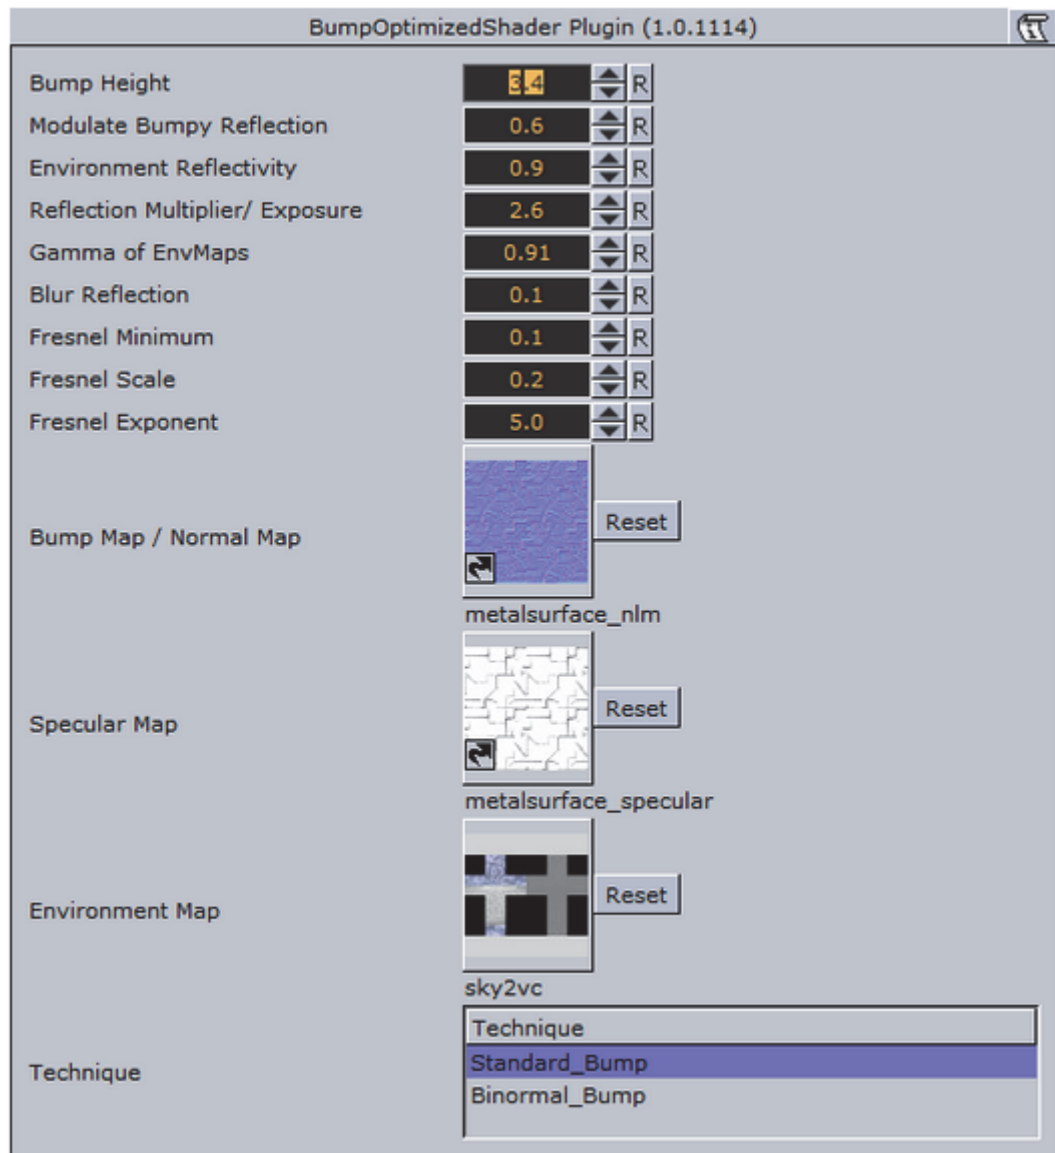 BumpOptimizedShader Plugin (1.0.1114)
Bump Height 3.4 R
Modulate Bumpy Reflection 0.6 R
Environment Reflectivity 0.9 R
Reflection Multiplier/ Exposure 2.6 R
Gamma of EnvMaps 0.91 R
Blur Reflection 0.1 R
Fresnel Minimum 0.1 R
Fresnel Scale 0.2 R
Fresnel Exponent 5.0 R
Bump Map / Normal Map Reset
metalsurface_nlm
Specular Map Reset
metalsurface_specular
Environment Map Reset
sky2vc
Technique
Technique
Standard_Bump
Binormal_Bump